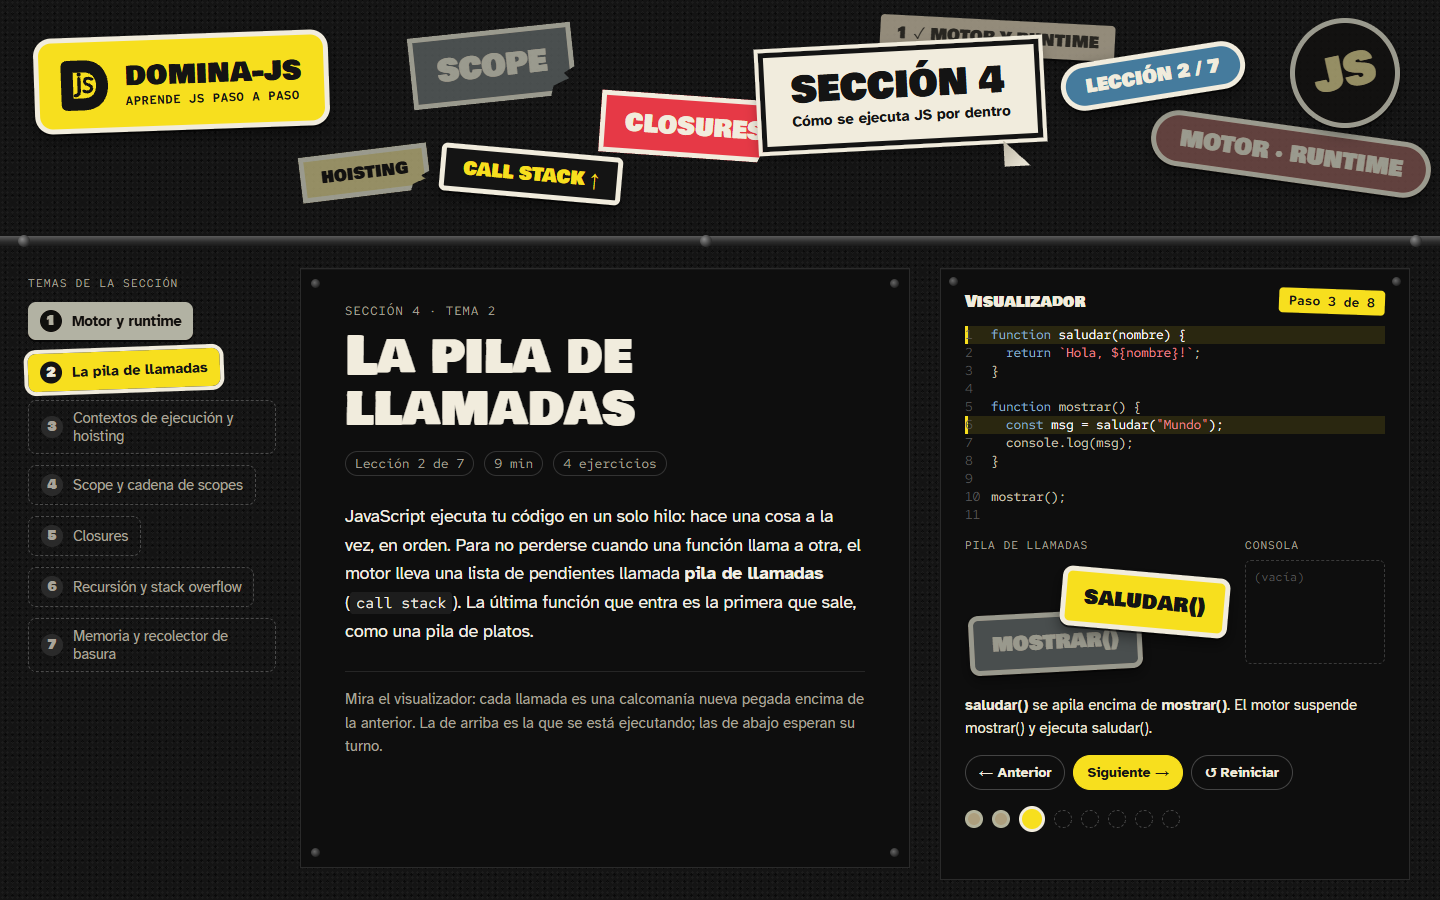 JS
DOMINA-JS
APRENDE JS PASO A PASO
SCOPE
HOISTING
CALL STACK ↑
CLOSURES
1 ✓ MOTOR Y RUNTIME
SECCIÓN 4
Cómo se ejecuta JS por dentro
LECCIÓN 2 / 7
JS
MOTOR · RUNTIME
TEMAS DE LA SECCIÓN
1 Motor y runtime
2 La pila de llamadas
3 Contextos de ejecución y
hoisting
4 Scope y cadena de scopes
5 Closures
6 Recursión y stack overflow
7 Memoria y recolector de
basura
SECCIÓN 4 · TEMA 2
LA PILA DE
LLAMADAS
Lección 2 de 7
9 min
4 ejercicios
JavaScript ejecuta tu código en un solo hilo: hace una cosa a la
vez, en orden. Para no perderse cuando una función llama a otra, el
motor lleva una lista de pendientes llamada pila de llamadas
( call stack ). La última función que entra es la primera que sale,
como una pila de platos.
Mira el visualizador: cada llamada es una calcomanía nueva pegada encima de
la anterior. La de arriba es la que se está ejecutando; las de abajo esperan su
turno.
VISUALIZADOR
Paso 3 de 8
1 function saludar(nombre) {
2 return `Hola, ${nombre}!`;
3 }
4
5 function mostrar() {
6 const msg = saludar("Mundo");
7 console.log(msg);
8 }
9
10 mostrar();
11
PILA DE LLAMADAS
SALUDAR()
MOSTRAR()
CONSOLA
(vacía)
saludar() se apila encima de mostrar(). El motor suspende
mostrar() y ejecuta saludar().
← Anterior
Siguiente →
↺ Reiniciar